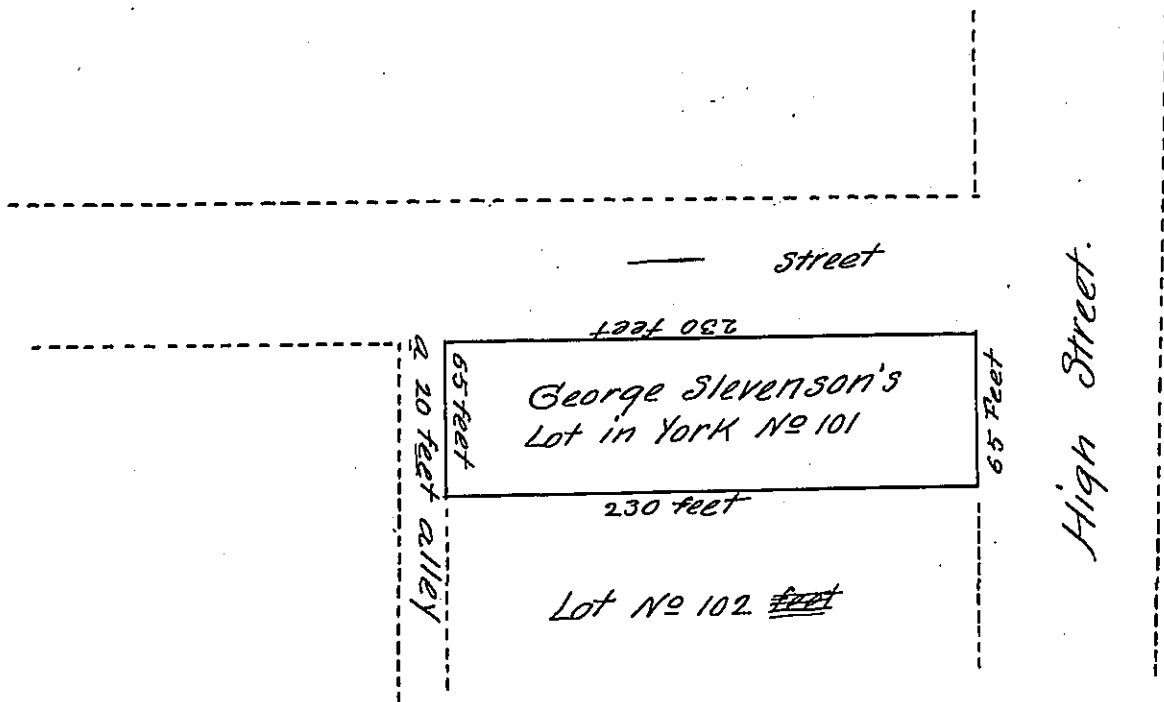 —— Street
230 feet
a 20 feet alley
65 feet
George Stevenson's
Lot in York Nº 101
65 Feet
High Street.
230 feet
Lot Nº 102 feet